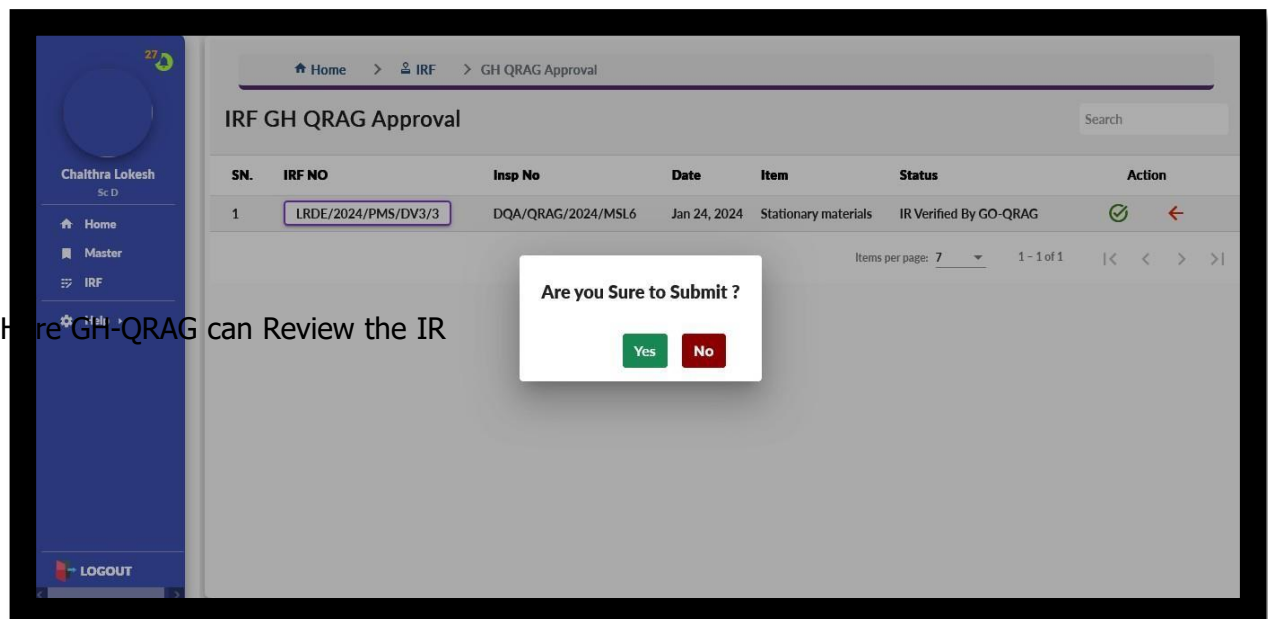 27
Home > IRF > GH QRAG Approval
IRF GH QRAG Approval
Search
Chaithra Lokesh
Sc D
Home
Master
IRF
Help
LOGOUT
SN. IRF NO Insp No Date Item Status Action
1 LRDE/2024/PMS/DV3/3 DQA/QRAG/2024/MSL6 Jan 24, 2024 Stationary materials IR Verified By GO-QRAG
Items per page: 7 1 – 1 of 1
Are you Sure to Submit ?
Yes No
Here GH-QRAG can Review the IR